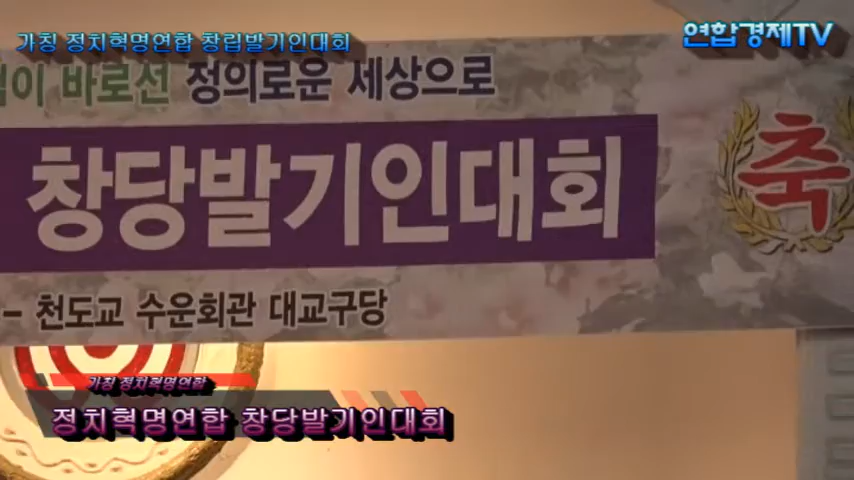 가칭 정치혁명연합 창립발기인대회
연합경제TV
바로선 정의로운 세상으로
창당발기인대회
축
- 천도교 수운회관 대교구당
가칭 정치혁명연합
정치혁명연합 창당발기인대회